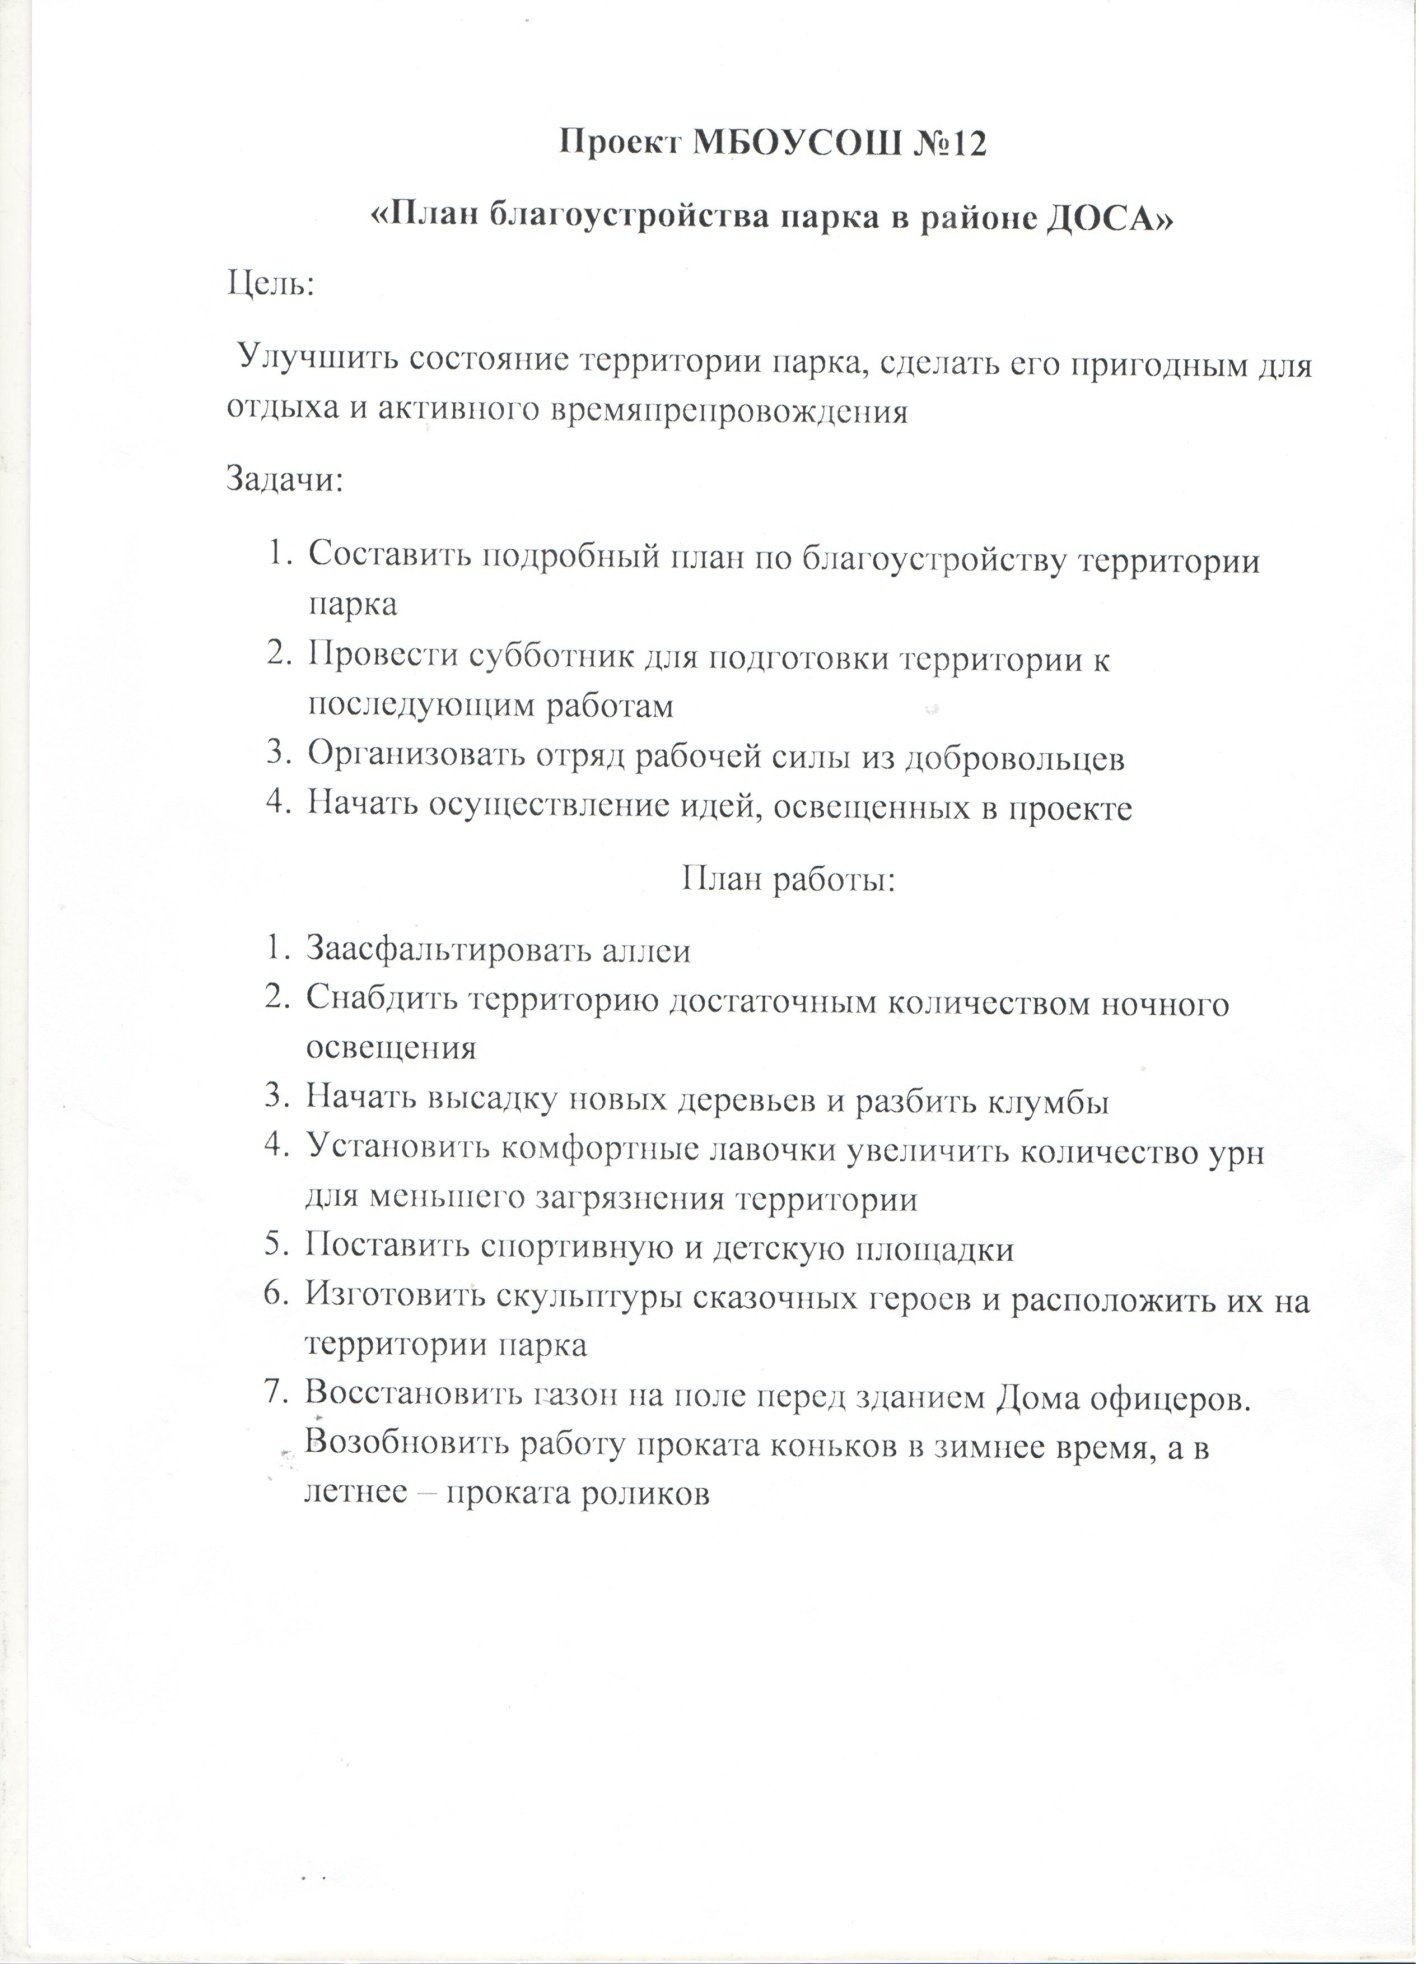 Проект МБОУСОШ №12
«План благоустройства парка в районе ДОСА»
Цель:
Улучшить состояние территории парка, сделать его пригодным для
отдыха и активного времяпрепровождения
Задачи:
1. Составить подробный план по благоустройству территории
парка
2. Провести субботник для подготовки территории к
последующим работам
3. Организовать отряд рабочей силы из добровольцев
4. Начать осуществление идей, освещенных в проекте
План работы:
1. Заасфальтировать аллеи
2. Снабдить территорию достаточным количеством ночного
освещения
3. Начать высадку новых деревьев и разбить клумбы
4. Установить комфортные лавочки увеличить количество урн
для меньшего загрязнения территории
5. Поставить спортивную и детскую площадки
6. Изготовить скульптуры сказочных героев и расположить их на
территории парка
7. Восстановить газон на поле перед зданием Дома офицеров.
Возобновить работу проката коньков в зимнее время, а в
летнее – проката роликов